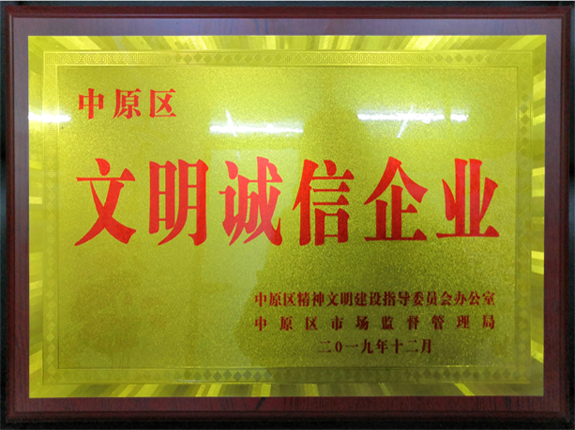 中原区
文明诚信企业
中原区精神文明建设指导委员会办公室
中原区市场监督管理局
二0一九年十二月